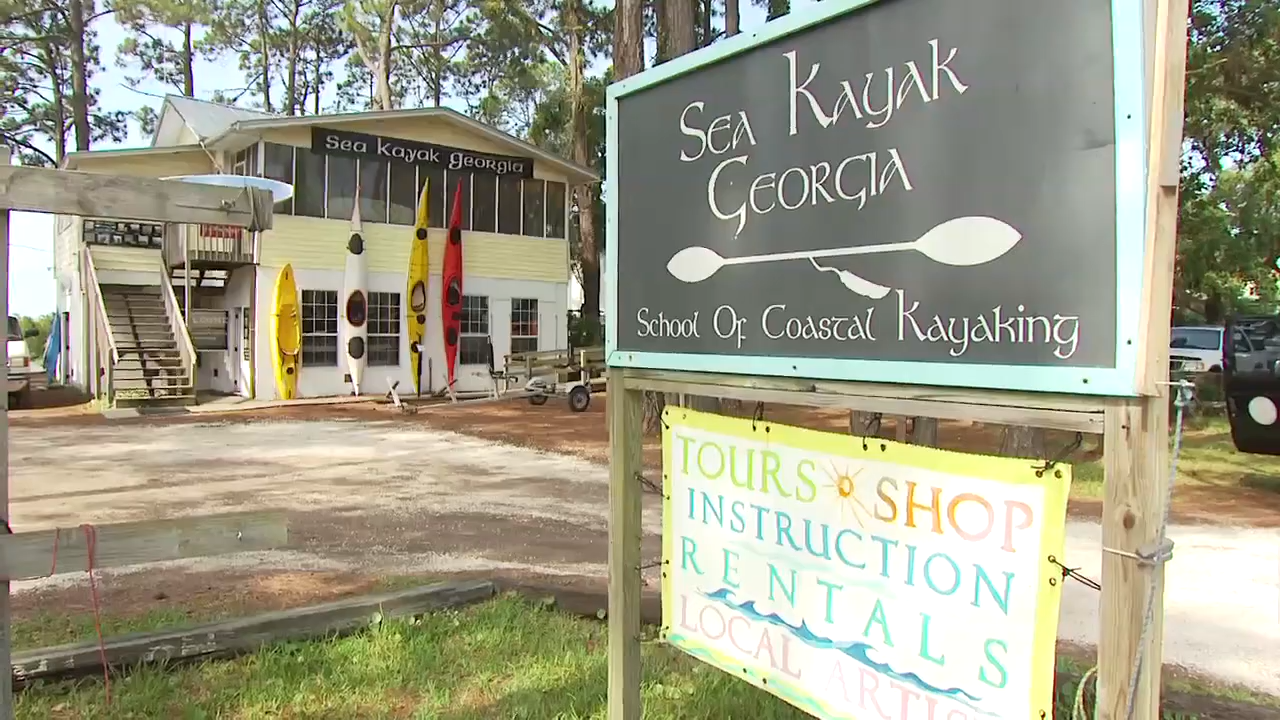 Sea Kayak Georgia
Sea Kayak
Georgia
School Of Coastal Kayaking
TOURS SHOP
INSTRUCTION
RENTALS
LOCAL